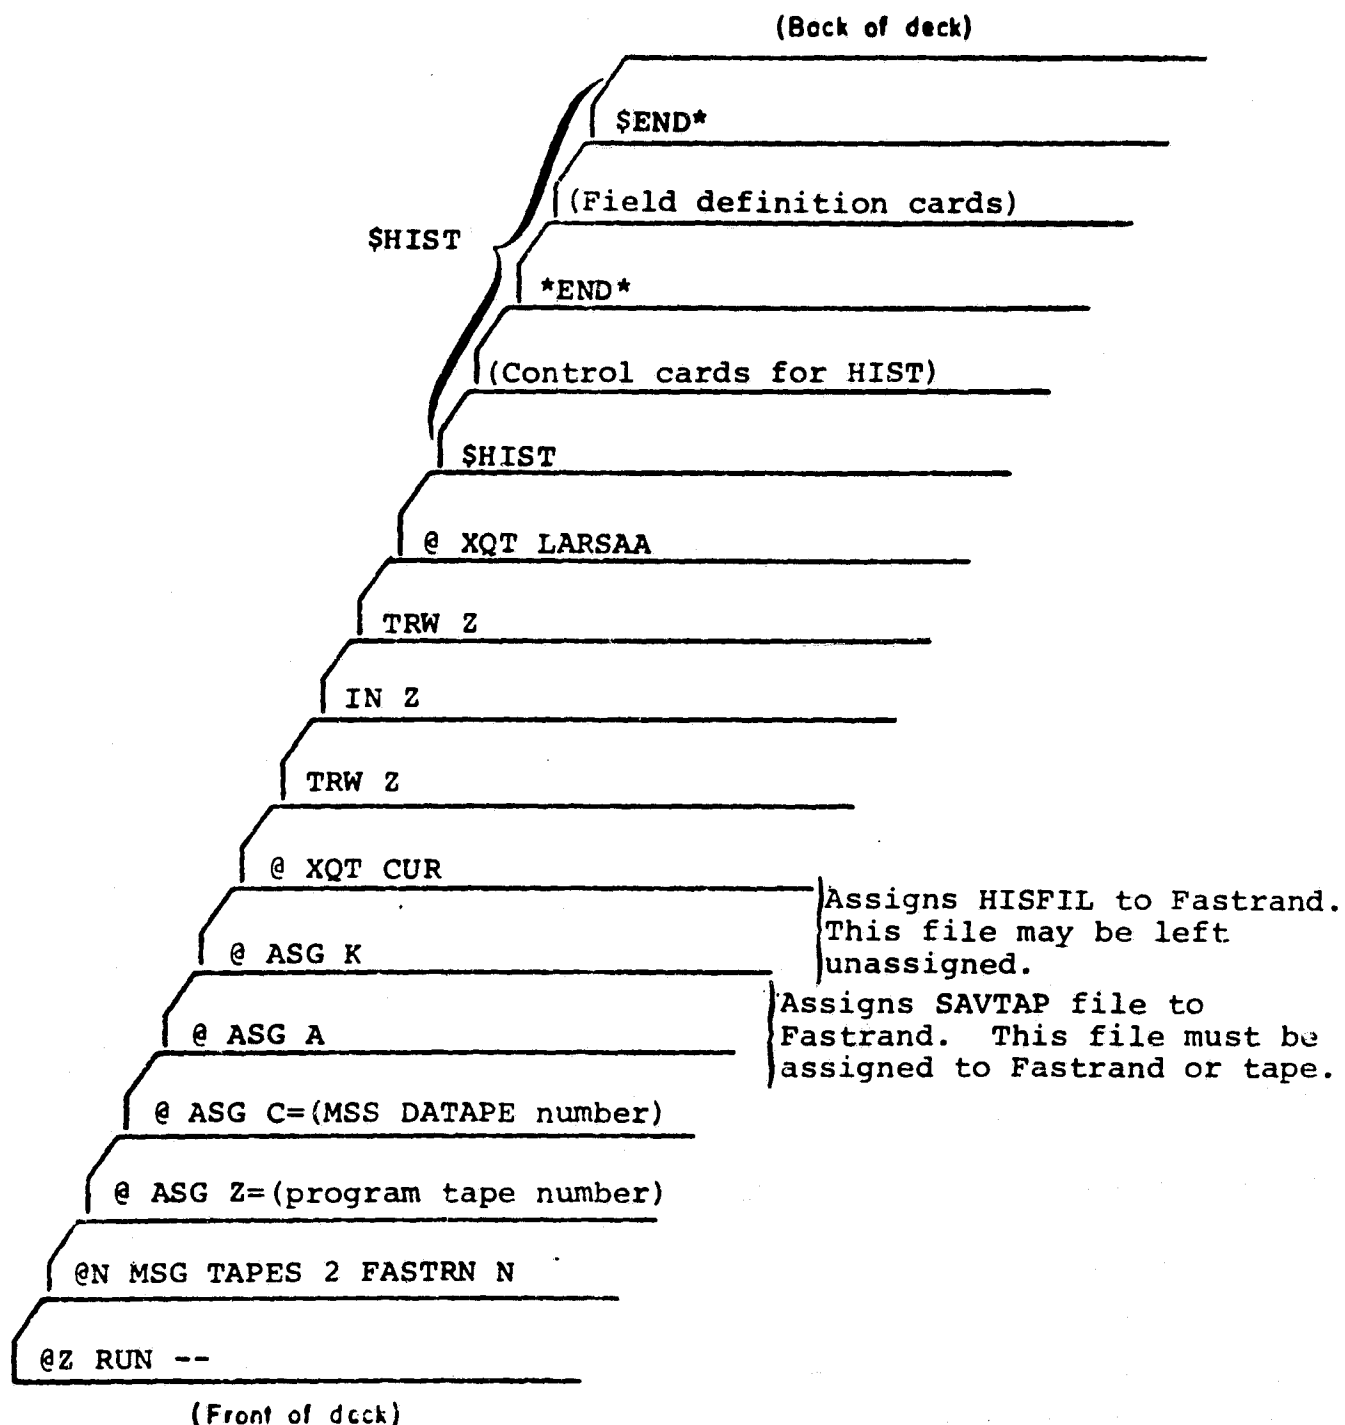 (Back of deck)
$END*
(Field definition cards)
$HIST
*END*
(Control cards for HIST)
$HIST
@ XQT LARSAA
TRW Z
IN Z
TRW Z
@ XQT CUR
Assigns HISFIL to Fastrand.
This file may be left
unassigned.
@ ASG K
Assigns SAVTAP file to
Fastrand. This file must be
assigned to Fastrand or tape.
@ ASG A
@ ASG C=(MSS DATAPE number)
@ ASG Z=(program tape number)
@N MSG TAPES 2 FASTRN N
@Z RUN --
(Front of deck)